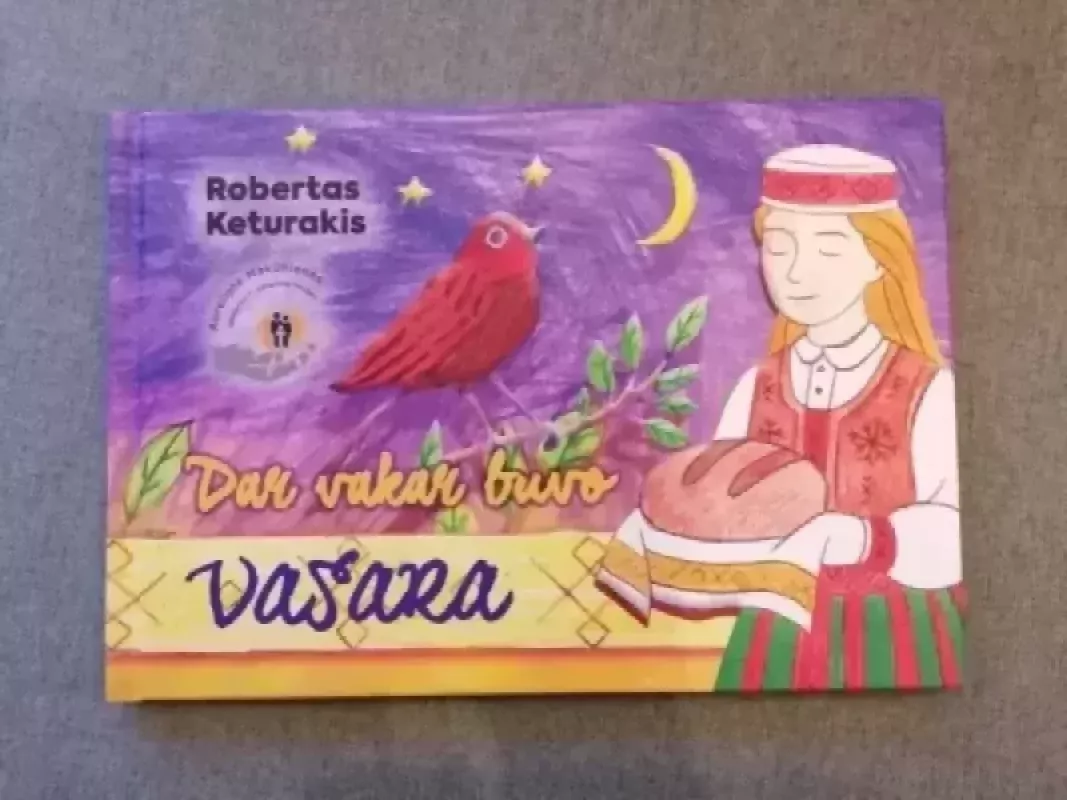 Robertas
Keturakis
Dar vakar buvo
vasara